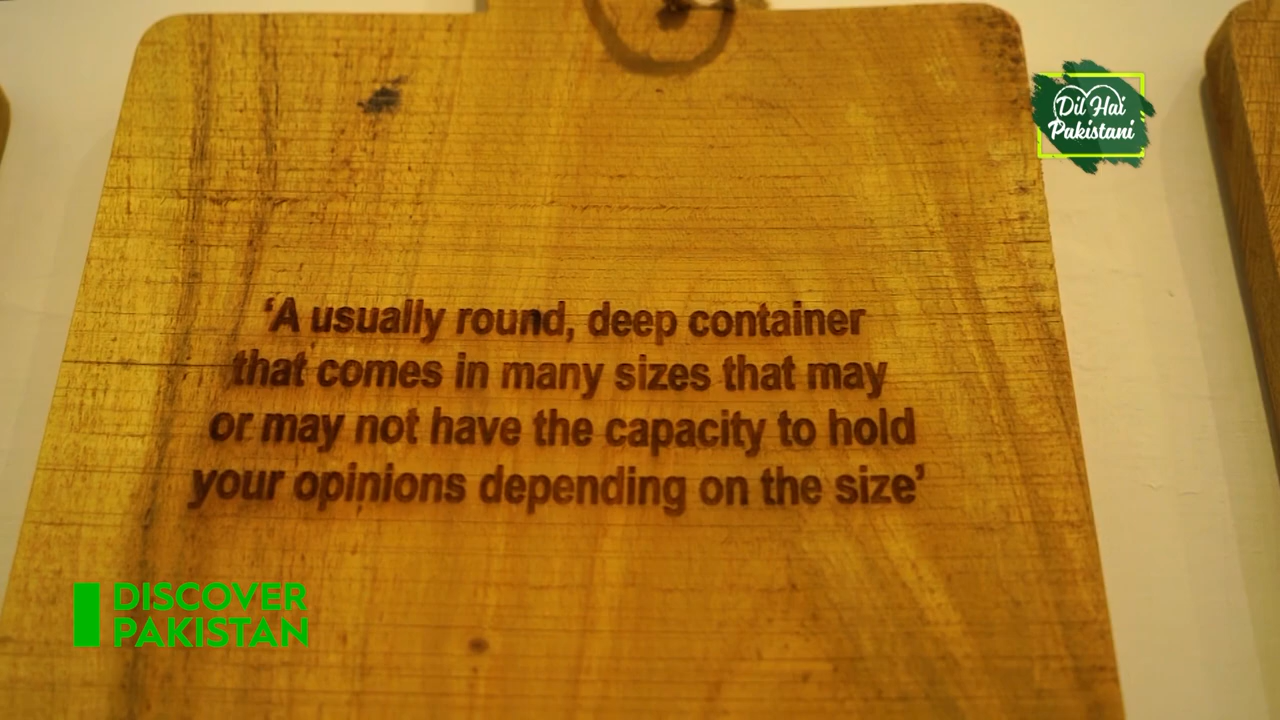 Dil Hai
Pakistani
‘A usually round, deep container
that comes in many sizes that may
or may not have the capacity to hold
your opinions depending on the size’
DISCOVER
PAKISTAN